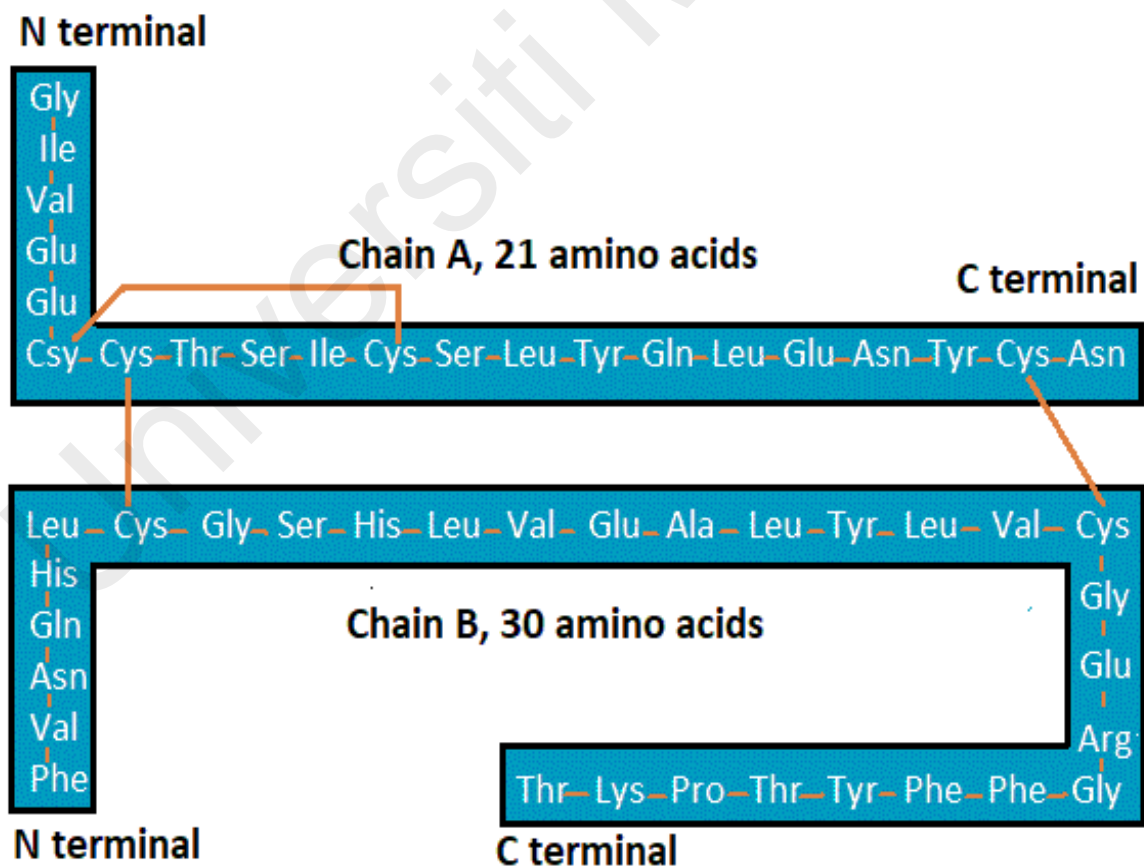 N terminal
Gly
Ile
Val
Glu
Glu
Chain A, 21 amino acids
C terminal
Csy Cys Thr Ser Ile Cys Ser Leu Tyr Gln Leu Glu Asn Tyr Cys Asn
Leu Cys Gly Ser His Leu Val Glu Ala Leu Tyr Leu Val Cys
His
Gln
Asn
Val
Phe
N terminal
Chain B, 30 amino acids
Gly
Glu
Arg
Thr Lys Pro Thr Tyr Phe Phe Gly
C terminal
Universiti